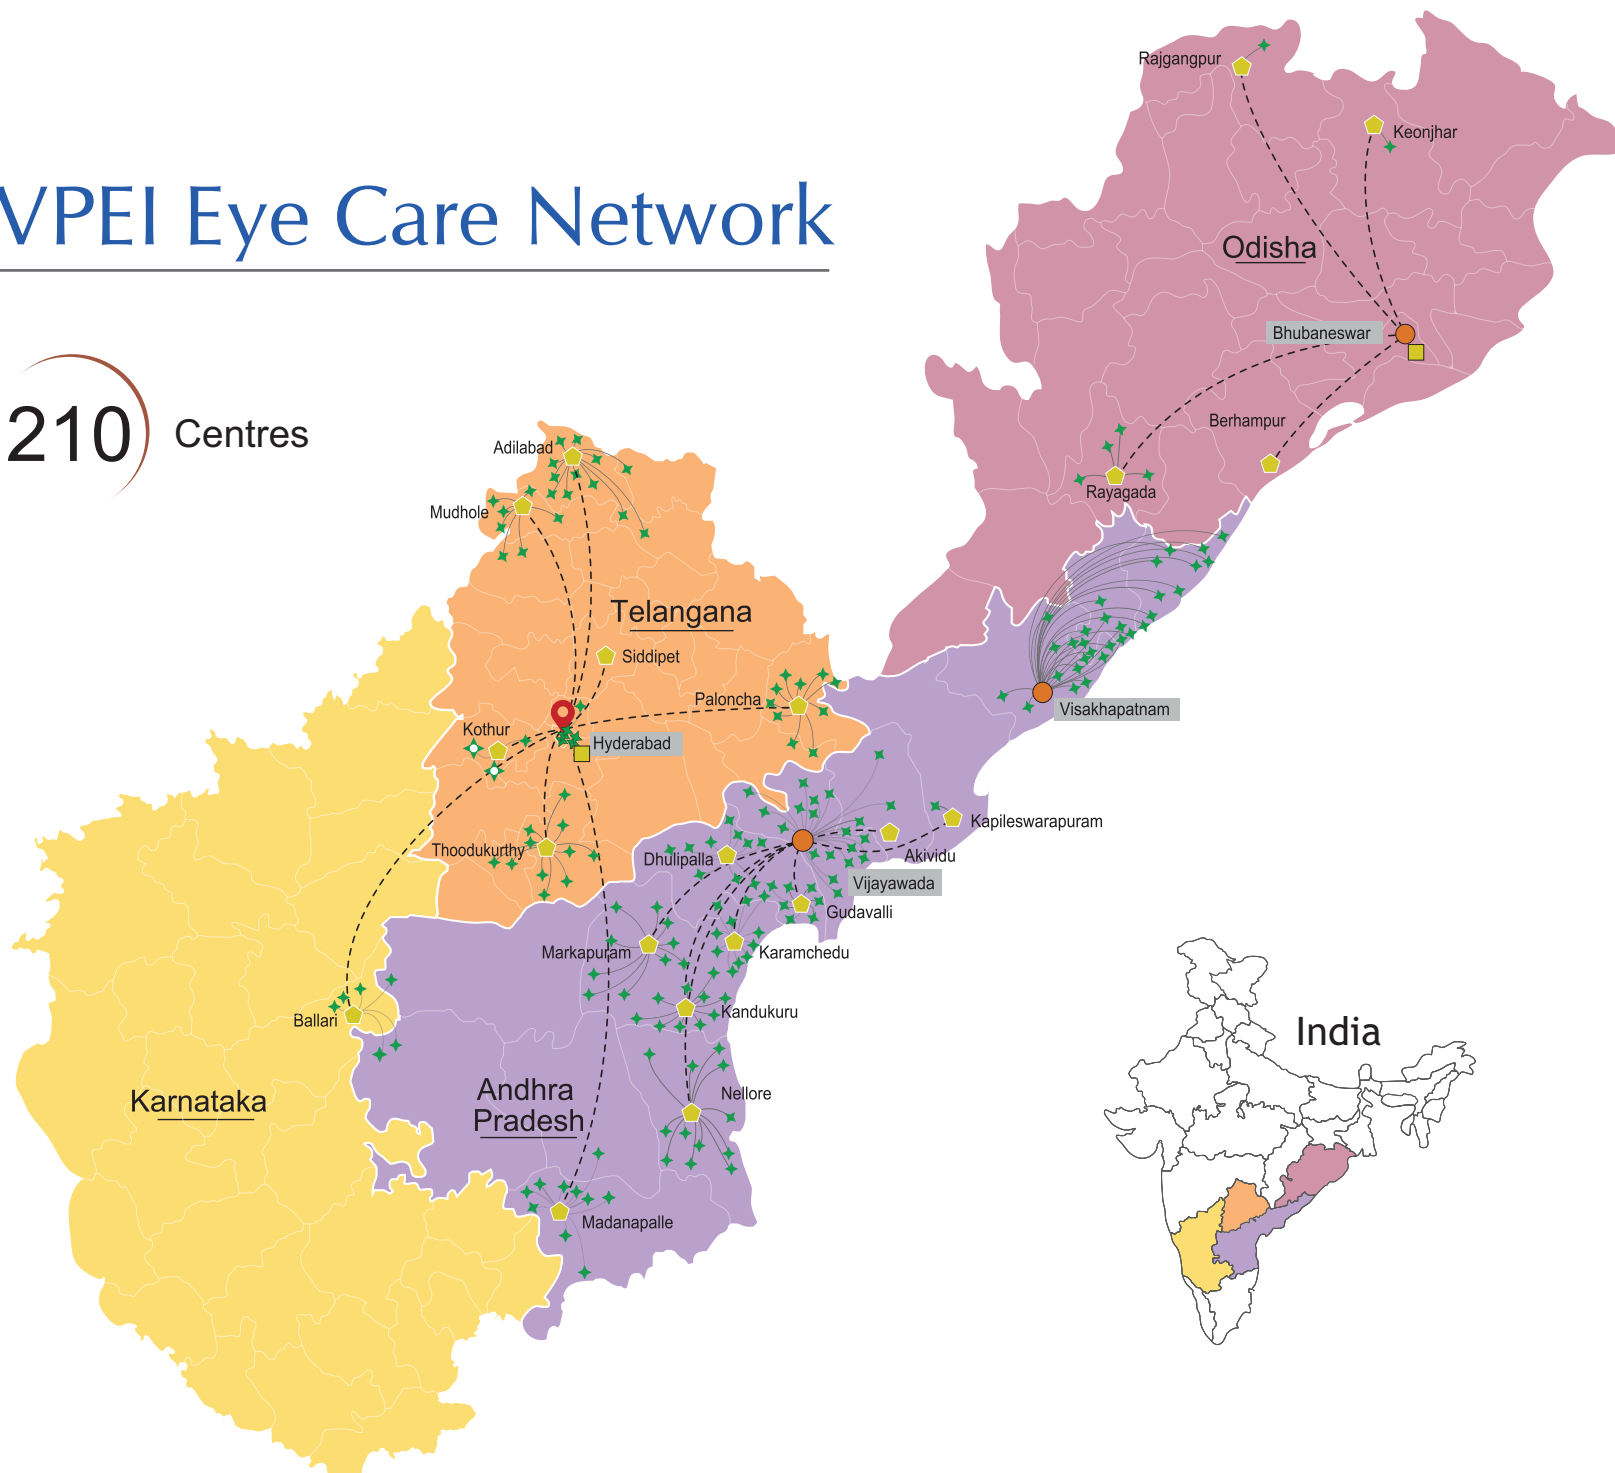 VPEI Eye Care Network
210 Centres
Rajgangpur
Keonjhar
Odisha
Bhubaneswar
Berhampur
Rayagada
Adilabad
Mudhole
Telangana
Siddipet
Paloncha
Visakhapatnam
Kothur
Hyderabad
Kapileswarapuram
Thoodukurthy
Dhulipalla
Akividu
Vijayawada
Gudavalli
Markapuram
Karamchedu
Kandukuru
Ballari
India
Karnataka
Andhra
Pradesh
Nellore
Madanapalle